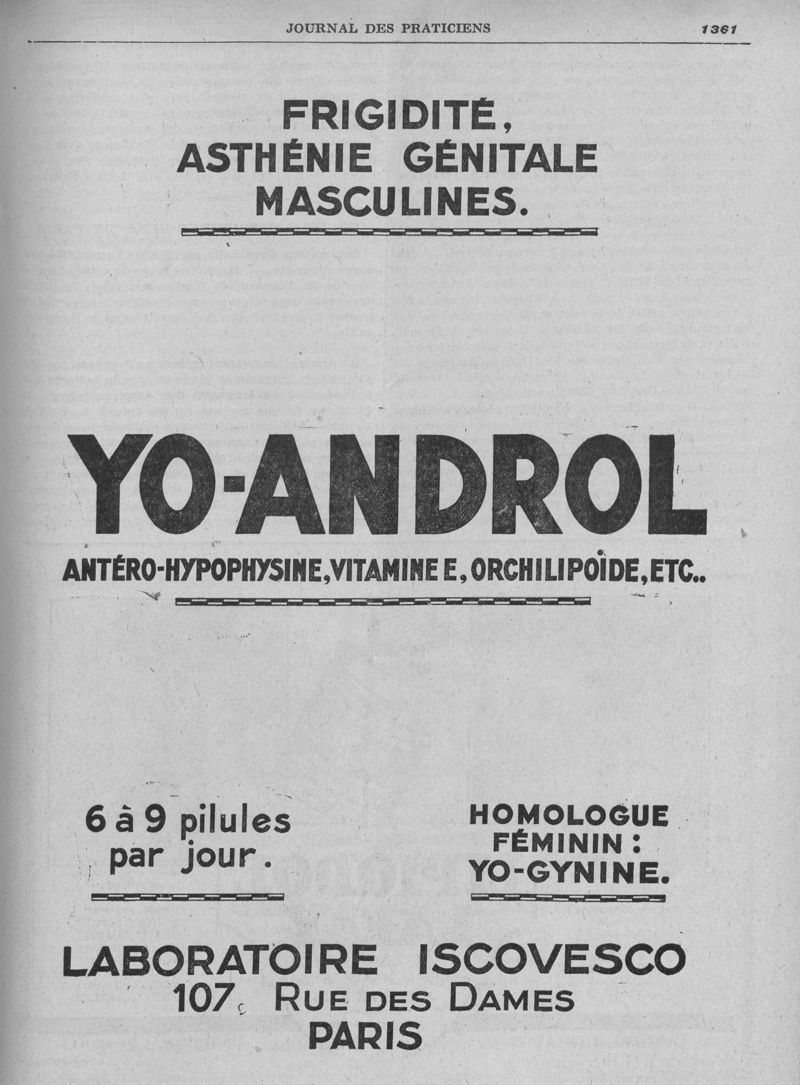 JOURNAL DES PRATICIENS 1361
FRIGIDITÉ,
ASTHÉNIE GÉNITALE
MASCULINES.
YO-ANDROL
ANTÉRO-HYPOPHYSINE, VITAMINE E, ORCHILIPOÏDE, ETC..
6 à 9 pilules
par jour.
HOMOLOGUE
FÉMININ :
YO-GYNINE.
LABORATOIRE ISCOVESCO
107, RUE DES DAMES
PARIS